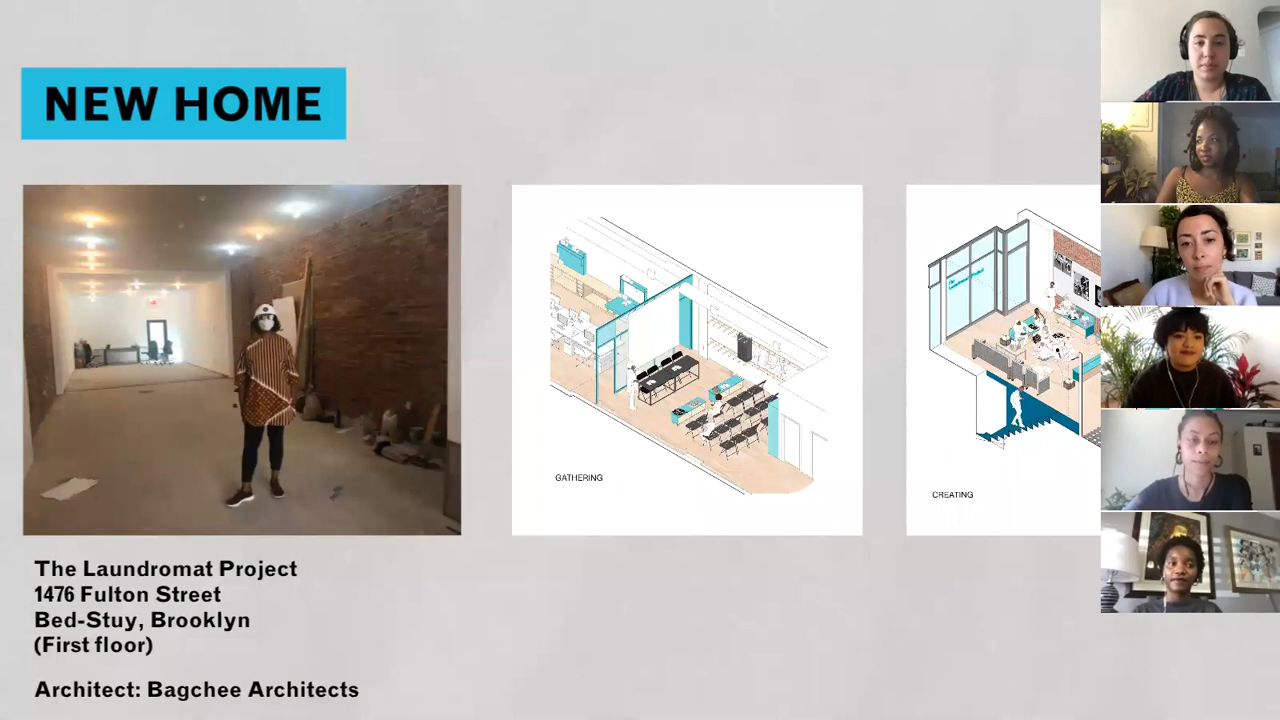 NEW HOME
GATHERING
CREATING
The Laundromat Project
1476 Fulton Street
Bed-Stuy, Brooklyn
(First floor)
Architect: Bagchee Architects